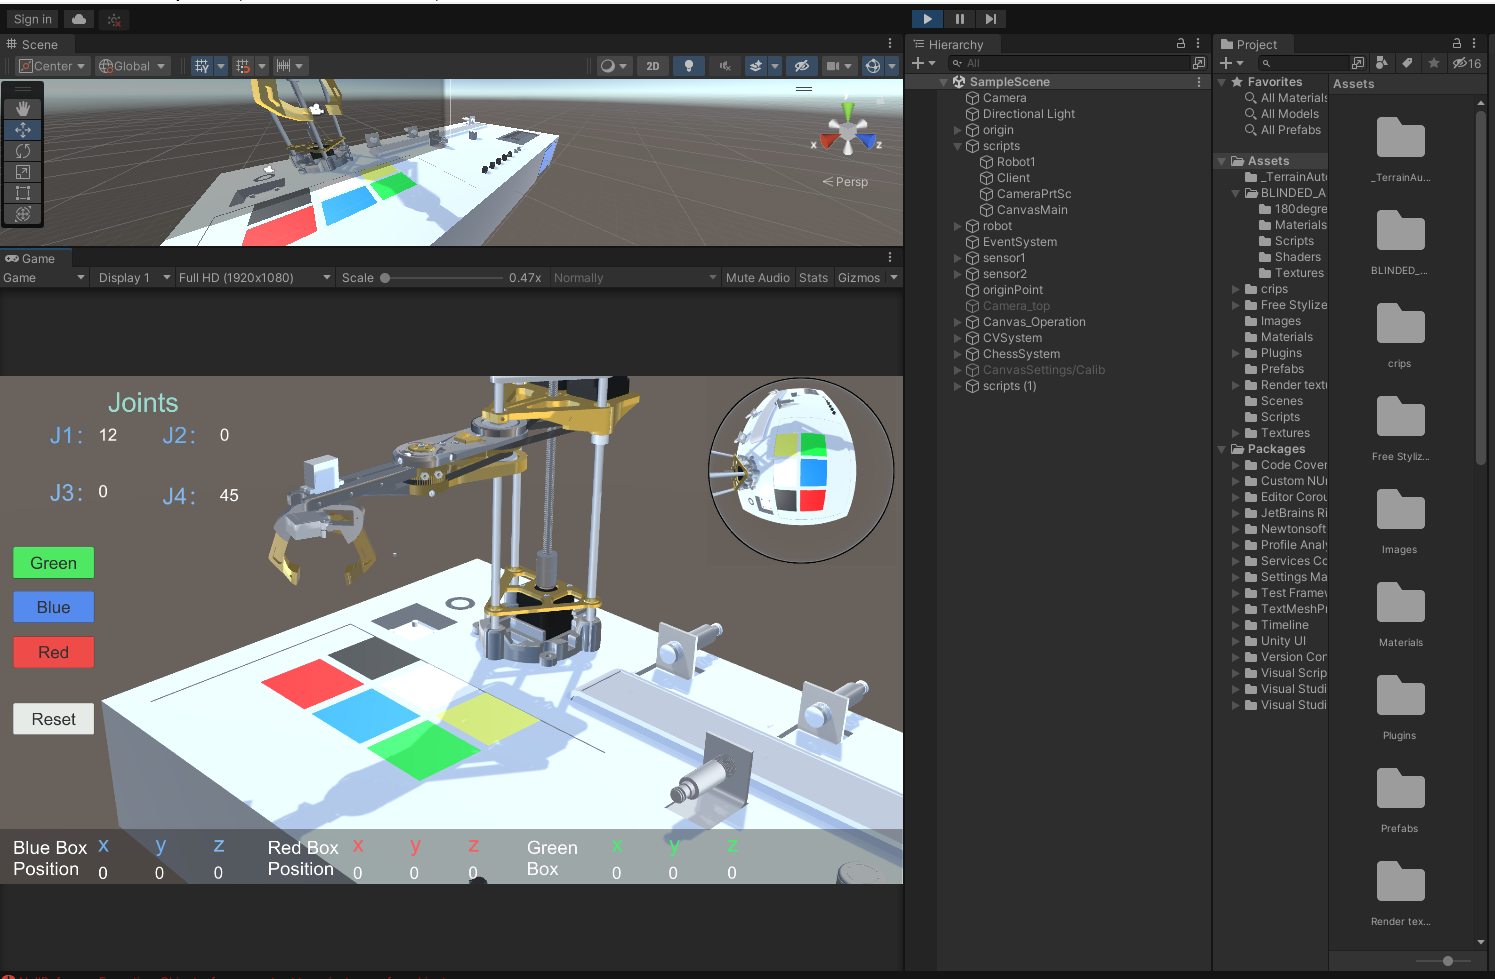 Sign in
Scene
Center
Global
2D
x
z
Persp
Game
Game
Display 1
Full HD (1920x1080)
Scale
0.47x
Normally
Mute Audio
Stats
Gizmos
Joints
J1: 12
J2: 0
J3: 0
J4: 45
Green
Blue
Red
Reset
Blue Box Position
x y z
0 0 0
Red Box Position
x y z
0 0 0
Green Box
x y z
0 0 0
Hierarchy
All
SampleScene
Camera
Directional Light
origin
scripts
Robot1
Client
CameraPrtSc
CanvasMain
robot
EventSystem
sensor1
sensor2
originPoint
Camera_top
Canvas_Operation
CVSystem
ChessSystem
CanvasSettings/Calib
scripts (1)
Project
16
Favorites
All Materials
All Models
All Prefabs
Assets
_TerrainAut
BLINDED_A
180degre
Materials
Scripts
Shaders
Textures
crips
Free Stylize
Images
Materials
Plugins
Prefabs
Render text
Scenes
Scripts
Textures
Packages
Code Cover
Custom NUn
Editor Corou
JetBrains Ri
Newtonsoft
Profile Analy
Services Co
Settings Ma
Test Framew
TextMeshPr
Timeline
Unity UI
Version Con
Visual Scrip
Visual Studi
Visual Studi
Assets
_TerrainAu...
BLINDED_...
crips
Free Styliz...
Images
Materials
Plugins
Prefabs
Render tex...